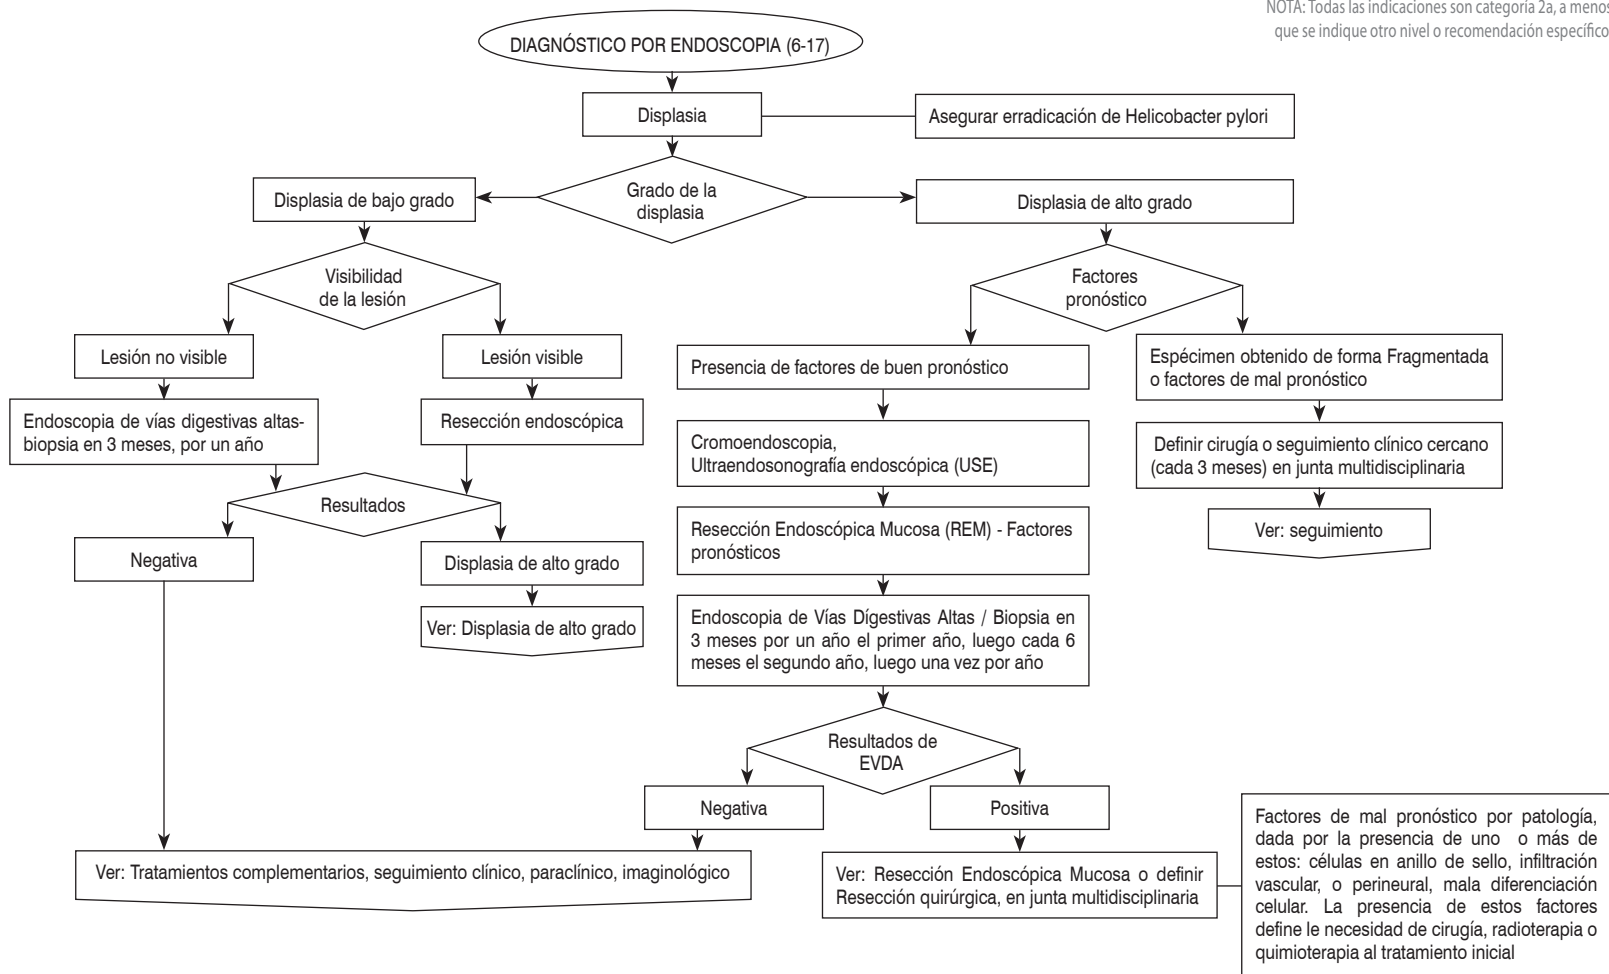 NOTA: Todas las indicaciones son categoría 2a, a menos
que se indique otro nivel o recomendación específico
DIAGNÓSTICO POR ENDOSCOPIA (6-17)
Displasia
Asegurar erradicación de Helicobacter pylori
Grado de la
displasia
Displasia de bajo grado
Displasia de alto grado
Visibilidad
de la lesión
Factores
pronóstico
Lesión no visible
Lesión visible
Presencia de factores de buen pronóstico
Espécimen obtenido de forma Fragmentada
o factores de mal pronóstico
Endoscopia de vías digestivas altas-
biopsia en 3 meses, por un año
Resección endoscópica
Cromoendoscopia,
Ultraendosonografía endoscópica (USE)
Definir cirugía o seguimiento clínico cercano
(cada 3 meses) en junta multidisciplinaria
Resultados
Resección Endoscópica Mucosa (REM) - Factores
pronósticos
Ver: seguimiento
Negativa
Displasia de alto grado
Ver: Displasia de alto grado
Endoscopia de Vías Dígestivas Altas / Biopsia en
3 meses por un año el primer año, luego cada 6
meses el segundo año, luego una vez por año
Resultados de
EVDA
Negativa
Positiva
Ver: Tratamientos complementarios, seguimiento clínico, paraclínico, imaginológico
Ver: Resección Endoscópica Mucosa o definir
Resección quirúrgica, en junta multidisciplinaria
Factores de mal pronóstico por patología,
dada por la presencia de uno o más de
estos: células en anillo de sello, infiltración
vascular, o perineural, mala diferenciación
celular. La presencia de estos factores
define le necesidad de cirugía, radioterapia o
quimioterapia al tratamiento inicial